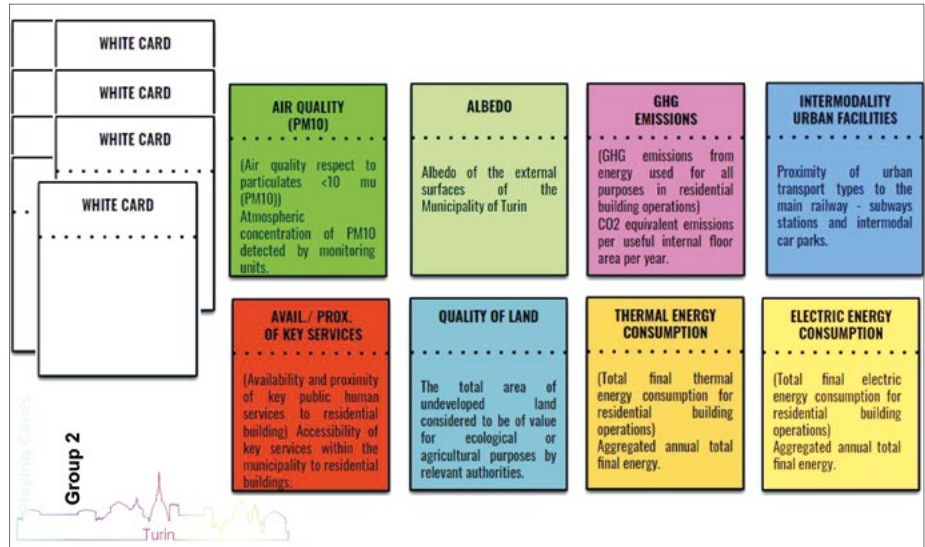 WHITE CARD
WHITE CARD
WHITE CARD
WHITE CARD
AIR QUALITY
(PM10)
(Air quality respect to
particulates <10 mu
(PM10))
Atmospheric
concentration of PM10
detected by monitoring
units.
ALBEDO
Albedo of the external
surfaces of the
Municipality of Turin
GHG
EMISSIONS
(GHG emissions from
energy used for all
purposes in residential
building operations)
CO2 equivalent emissions
per useful internal floor
area per year.
INTERMODALITY
URBAN FACILITIES
Proximity of urban
transport types to the
main railway - subways
stations and intermodal
car parks.
AVAIL./ PROX.
OF KEY SERVICES
(Availability and proximity
of key public human
services to residential
building) Accessibility of
key services within the
municipality to residential
buildings.
QUALITY OF LAND
The total area of
undeveloped land
considered to be of value
for ecological or
agricultural purposes by
relevant authorities.
THERMAL ENERGY
CONSUMPTION
(Total final thermal
energy consumption for
residential building
operations)
Aggregated annual total
final energy.
ELECTRIC ENERGY
CONSUMPTION
(Total final electric
energy consumption for
residential building
operations)
Aggregated annual total
final energy.
Playing Cards
Group 2
Turin